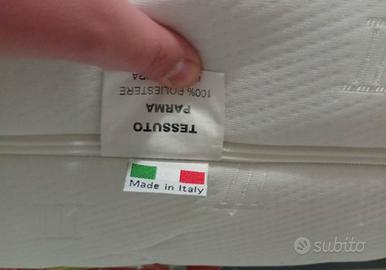 TESSUTO
PARMA
100% POLIESTERE
Made in Italy
subito